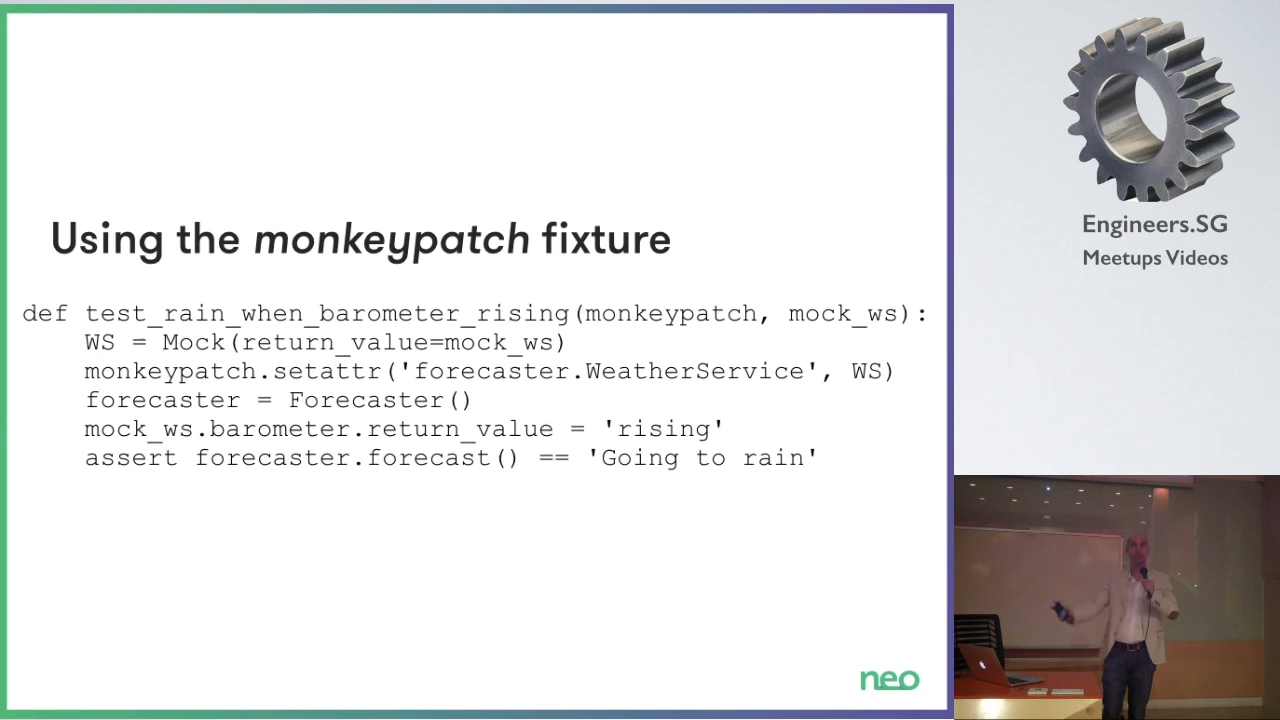 Using the monkeypatch fixture
def test_rain_when_barometer_rising(monkeypatch, mock_ws):
    WS = Mock(return_value=mock_ws)
    monkeypatch.setattr('forecaster.WeatherService', WS)
    forecaster = Forecaster()
    mock_ws.barometer.return_value = 'rising'
    assert forecaster.forecast() == 'Going to rain'
neo
Engineers.SG
Meetups Videos